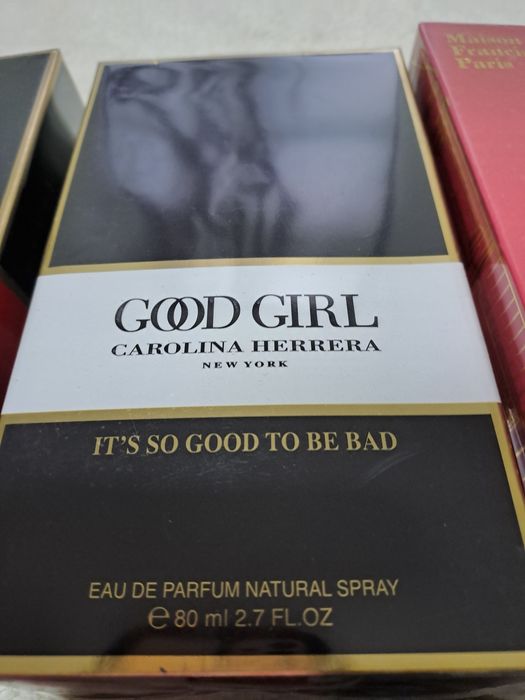 GOOD GIRL
CAROLINA HERRERA
NEW YORK
IT'S SO GOOD TO BE BAD
EAU DE PARFUM NATURAL SPRAY
℮ 80 ml 2.7 FL.OZ
Maison
Francis
Paris